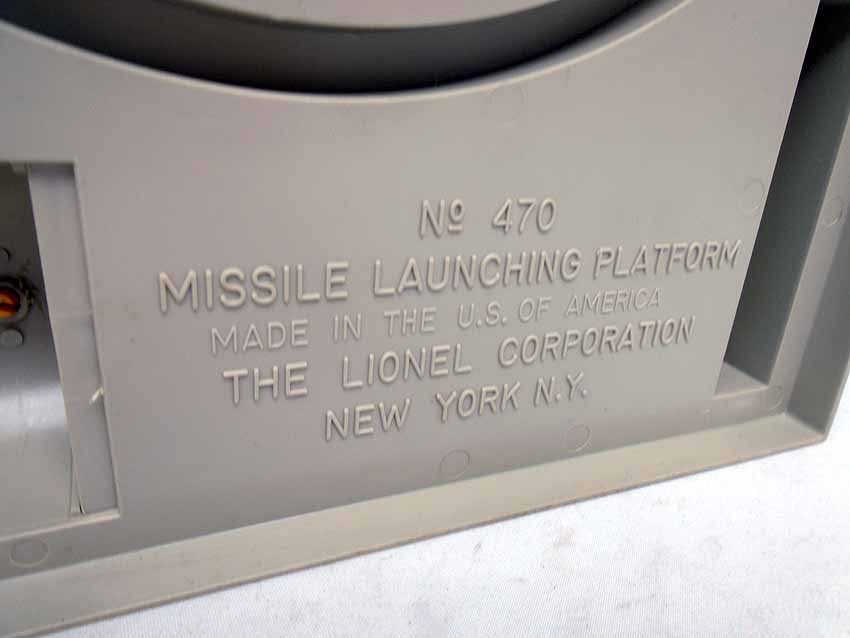 Nº 470
MISSILE LAUNCHING PLATFORM
MADE IN THE U.S. OF AMERICA
THE LIONEL CORPORATION
NEW YORK N.Y.